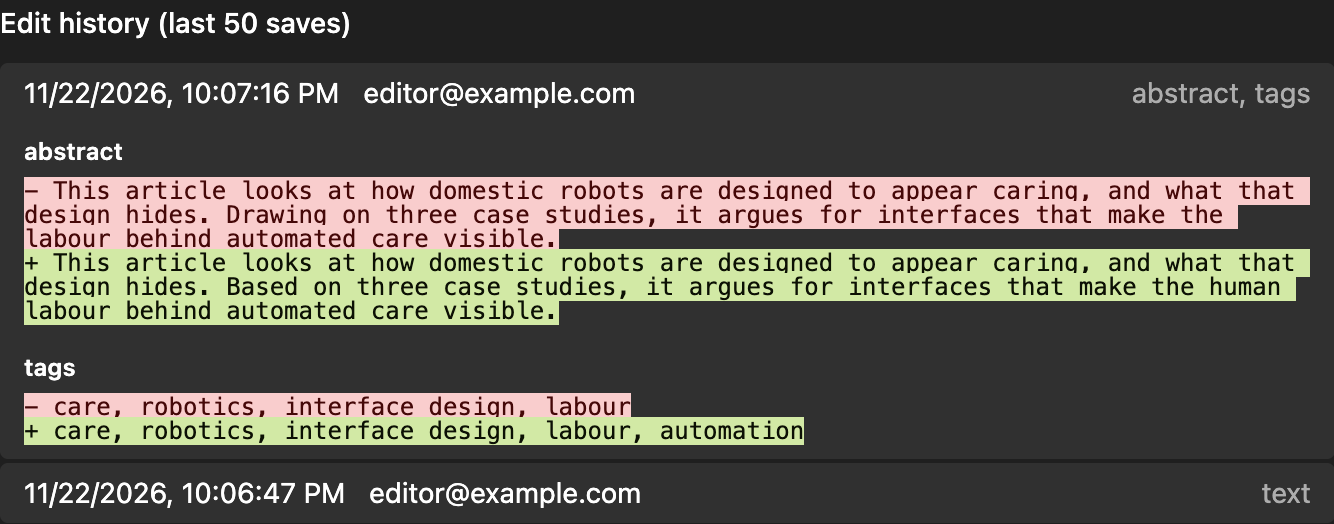 Edit history (last 50 saves)
11/22/2026, 10:07:16 PM editor@example.com abstract, tags
abstract
− This article looks at how domestic robots are designed to appear caring, and what that
design hides. Drawing on three case studies, it argues for interfaces that make the
labour behind automated care visible.
+ This article looks at how domestic robots are designed to appear caring, and what that
design hides. Based on three case studies, it argues for interfaces that make the human
labour behind automated care visible.
tags
− care, robotics, interface design, labour
+ care, robotics, interface design, labour, automation
11/22/2026, 10:06:47 PM editor@example.com text